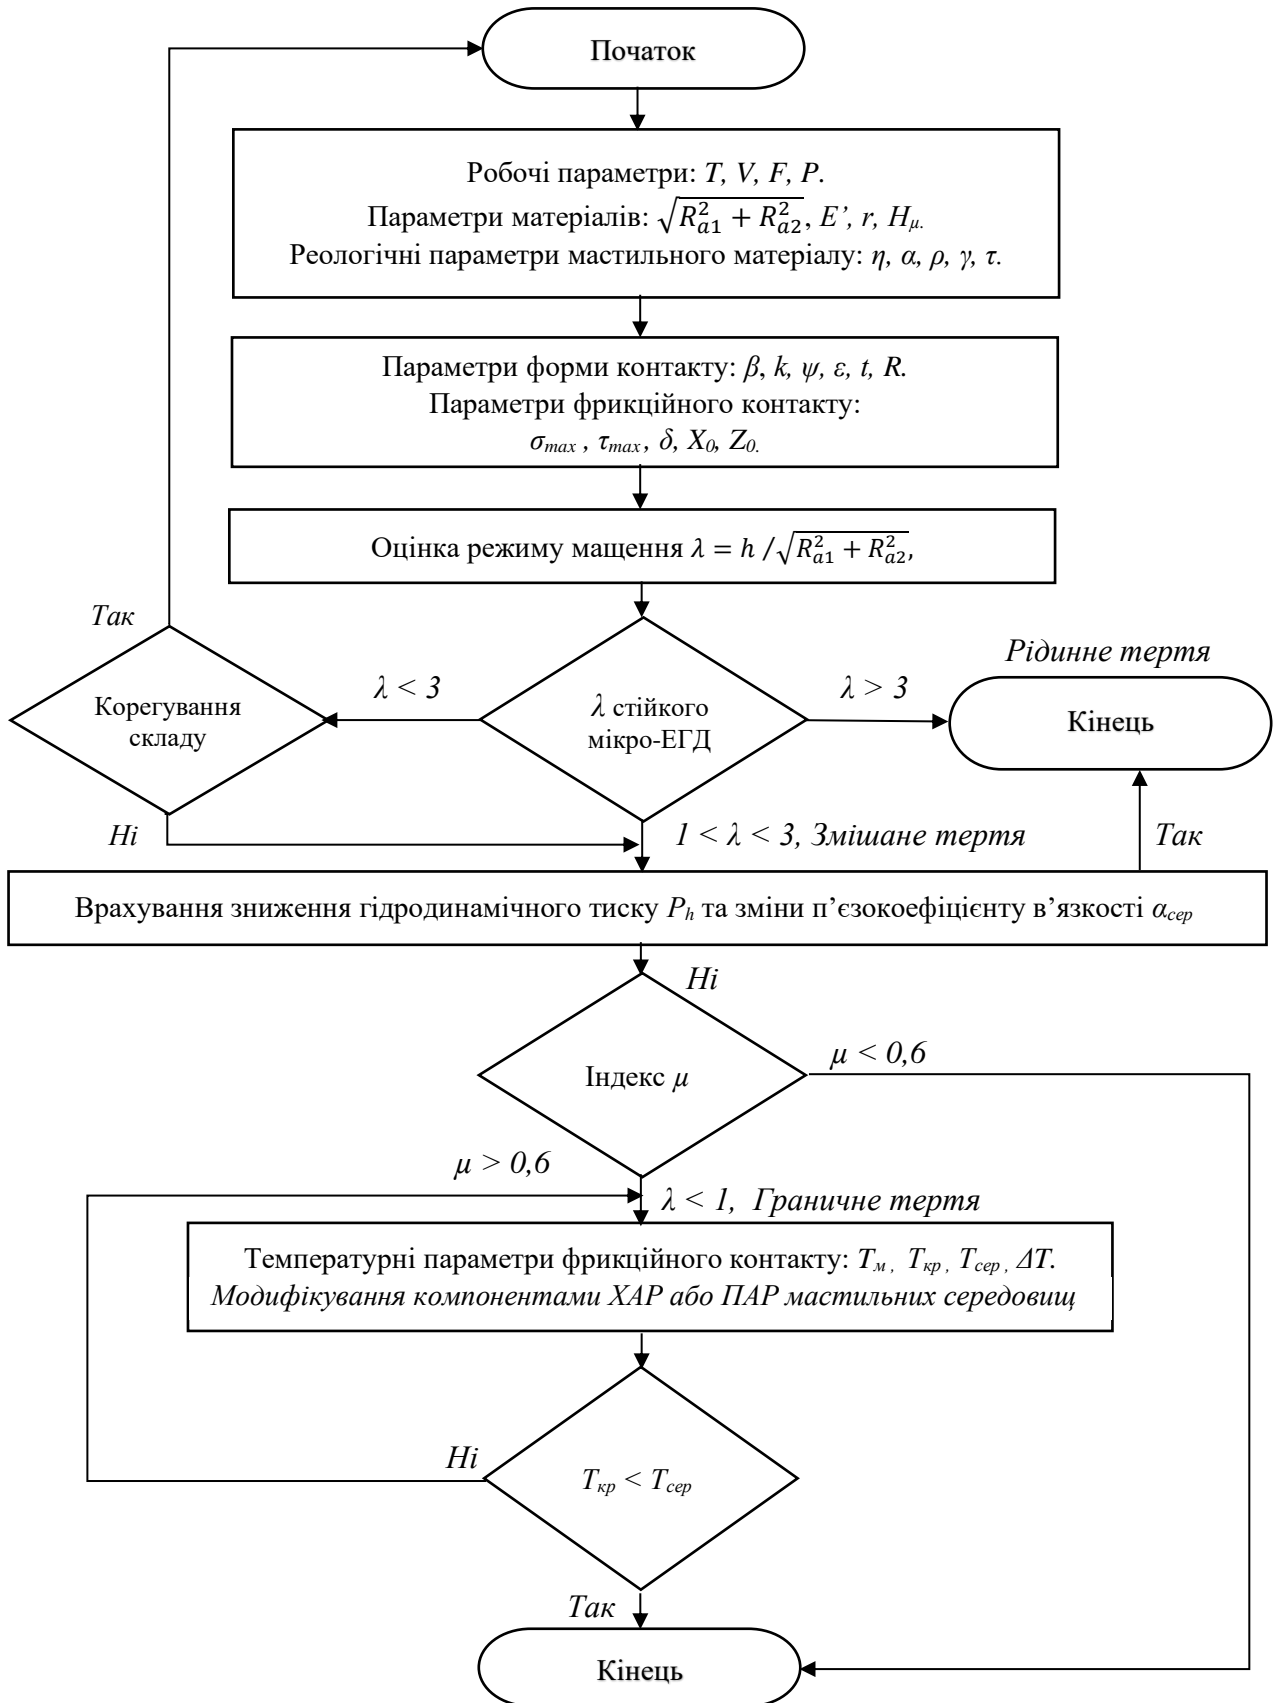 Початок
Робочі параметри: T, V, F, P.
Параметри матеріалів: √(R²ₐ₁ + R²ₐ₂), E’, r, Hμ.
Реологічні параметри мастильного матеріалу: η, α, ρ, γ, τ.
Параметри форми контакту: β, k, ψ, ε, t, R.
Параметри фрикційного контакту:
σmax , τmax, δ, X₀, Z₀.
Оцінка режиму мащення λ = h /√(R²ₐ₁ + R²ₐ₂),
Так
Рідинне тертя
Корегування
складу
λ < 3
λ стійкого
мікро-ЕГД
λ > 3
Кінець
Ні
1 < λ < 3, Змішане тертя
Так
Врахування зниження гідродинамічного тиску Ph та зміни п’єзокоефіцієнту в’язкості αсер
Ні
Індекс μ
μ < 0,6
μ > 0,6
λ < 1, Граничне тертя
Температурні параметри фрикційного контакту: Tм , Tкр , Tсер , ΔT.
Модифікування компонентами ХАР або ПАР мастильних середовищ
Ні
Tкр < Tсер
Так
Кінець